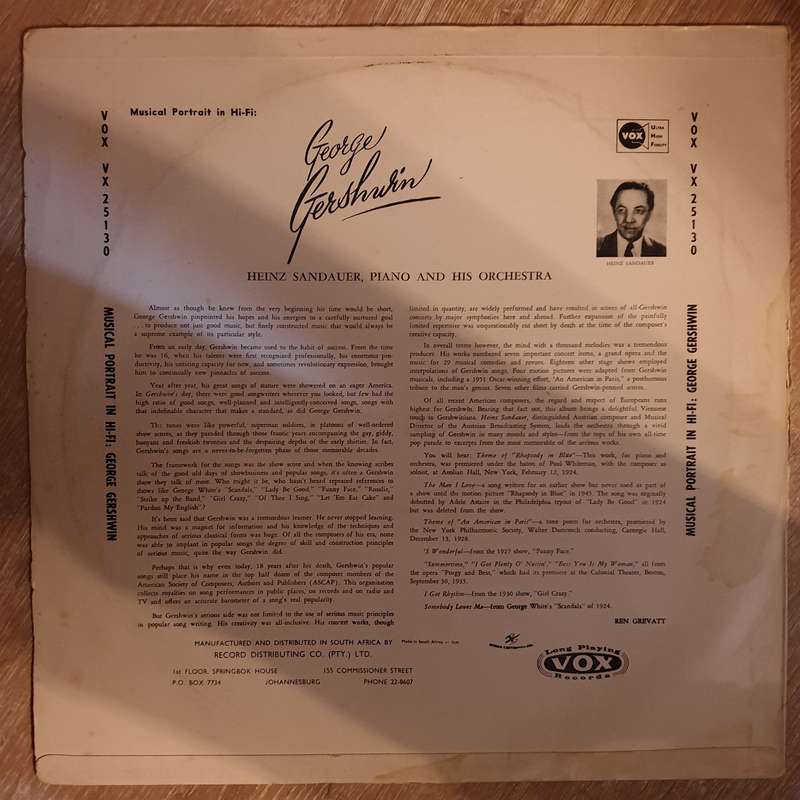 Musical Portrait in Hi-Fi:
George
Gershwin
VOX
ULTRA
HIGH
FIDELITY
HEINZ SANDAUER
HEINZ SANDAUER, PIANO AND HIS ORCHESTRA
VOX VX 25130
MUSICAL PORTRAIT IN HI-FI: GEORGE GERSHWIN
Almost as though he knew from the very beginning his time would be short,
George Gershwin pinpointed his hopes and his energies to a carefully nurtured goal
. . . to produce not just good music, but finely constructed music that would always be
a supreme example of its particular style.
From an early day, Gershwin became used to the habit of success. From the time
he was 16, when his talents were first recognized professionally, his enormous pro-
ductivity, his untiring capacity for new, and sometimes revolutionary expression, brought
him to continually new pinnacles of success.
Year after year, his great songs of stature were showered on an eager America.
In Gershwin's day, there were good songwriters wherever you looked, but few had the
high ratio of good songs, well-planned and intelligently-conceived songs, songs with
that indefinable character that makes a standard, as did George Gershwin.
The tunes were like powerful, superman soldiers, in platoons of well-ordered
show scores, as they paraded through those frantic years encompassing the gay, giddy,
buoyant and freakish twenties and the despairing depths of the early thirties. In fact,
Gershwin's songs are a never-to-be-forgotten phase of those memorable decades.
The framework for the songs was the show score and when the knowing scribes
talk of the good old days of showbusiness and popular songs, it's often a Gershwin
show they talk of most. Who might it be, who hasn't heard repeated references to
shows like George White's "Scandals," "Lady Be Good," "Funny Face," "Rosalie,"
"Strike up the Band," "Girl Crazy," "Of Thee I Sing," "Let 'Em Eat Cake" and
"Pardon My English"?
It's been said that Gershwin was a tremendous learner. He never stopped learning.
His mind was a magnet for information and his knowledge of the techniques and
approaches of serious classical forms was huge. Of all the composers of his era, none
was able to implant in popular songs the degree of skill and construction principles
of serious music, quite the way Gershwin did.
Perhaps that is why even today, 18 years after his death, Gershwin's popular
songs still place his name in the top half dozen of the composer members of the
American Society of Composers, Authors and Publishers (ASCAP). This organisation
collects royalties on song performances in public places, on records and on radio and
TV and offers an accurate barometer of a song's real popularity.
But Gershwin's serious side was not limited to the use of serious music principles
in popular song writing. His creativity was all-inclusive. His concert works, though
limited in quantity, are widely performed and have resulted in scores of all-Gershwin
concerts by major symphonies here and abroad. Further expansion of the painfully
limited repertoire was unquestionably cut short by death at the time of the composer's
creative capacity.
In overall terms however, the mind with a thousand melodies was a tremendous
producer. His works numbered seven important concert items, a grand opera and the
music for 29 musical comedies and revues. Eighteen other stage shows employed
interpolations of Gershwin songs. Four motion pictures were adapted from Gershwin
musicals, including a 1951 Oscar-winning effort, "An American in Paris," a posthumous
tribute to the man's genius. Seven other films carried Gershwin-penned scores.
Of all recent American composers, the regard and respect of Europeans runs
highest for Gershwin. Bearing that fact out, this album brings a delightful Viennese
touch to Gershwiniana. Heinz Sandauer, distinguished Austrian composer and Musical
Director of the Austrian Broadcasting System, leads the orchestra through a vivid
sampling of Gershwin in many moods and styles—from the tops of his own all-time
pop parade to excerpts from the most memorable of the serious works.
You will hear: Theme of "Rhapsody in Blue"—This work, for piano and
orchestra, was premiered under the baton of Paul Whiteman, with the composer as
soloist, at Aeolian Hall, New York, February 12, 1924.
The Man I Love—a song written for an earlier show but never used as part of
a show until the motion picture "Rhapsody in Blue" in 1945. The song was originally
debutted by Adele Astaire in the Philadelphia tryout of "Lady Be Good" in 1924
but was deleted from the show.
Theme of "An American in Paris"—a tone poem for orchestra, premiered by
the New York Philharmonic Society, Walter Damrosch conducting, Carnegie Hall,
December 13, 1928.
'S Wonderful—from the 1927 show, "Funny Face."
"Summertime," "I Got Plenty O' Nuttin'," "Bess You Is My Woman," all from
the opera "Porgy and Bess," which had its premiere at the Colonial Theater, Boston,
September 30, 1935.
I Got Rhythm—from the 1930 show, "Girl Crazy."
Somebody Loves Me—from George White's "Scandals" of 1924.
REN GREVATT
VOX VX 25130
MUSICAL PORTRAIT IN HI-FI: GEORGE GERSHWIN
MANUFACTURED AND DISTRIBUTED IN SOUTH AFRICA BY
RECORD DISTRIBUTING CO. (PTY.) LTD.
Made in South Africa
1st FLOOR, SPRINGBOK HOUSE 155 COMMISSIONER STREET
P.O. BOX 7734 JOHANNESBURG PHONE 22-8607
Long Playing
VOX
Records